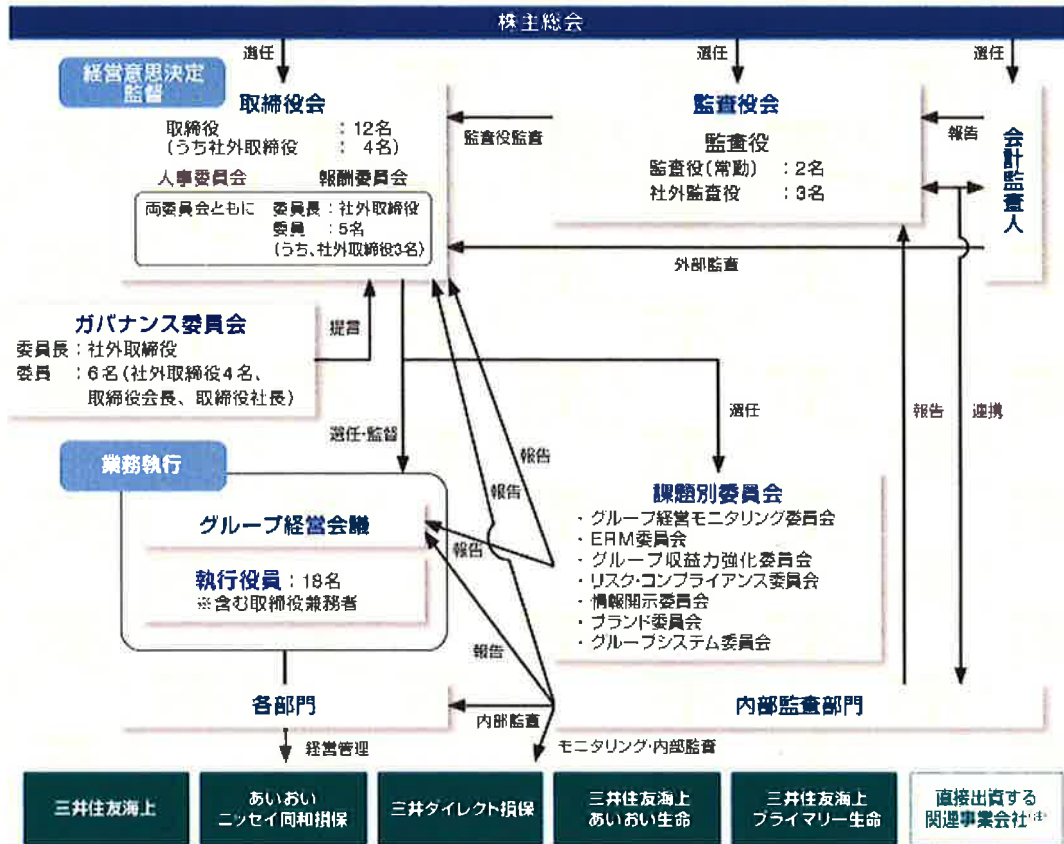 株主総会
選任
選任
選任
経営意思決定
監督
取締役会
取締役 : 12名
(うち社外取締役 : 4名)
人事委員会 報酬委員会
両委員会ともに 委員長 : 社外取締役
委員 : 5名
(うち、社外取締役3名)
監査役監査
監査役会
監査役
監査役(常勤) : 2名
社外監査役 : 3名
報告
会計監査人
外部監査
ガバナンス委員会
委員長 : 社外取締役
委員 : 6名(社外取締役4名、
取締役会長、取締役社長)
提言
選任・監督
選任
報告
連携
業務執行
グループ経営会議
執行役員 : 18名
※含む取締役兼務者
報告
報告
報告
報告
課題別委員会
・グループ経営モニタリング委員会
・ERM委員会
・グループ収益力強化委員会
・リスク・コンプライアンス委員会
・情報開示委員会
・ブランド委員会
・グループシステム委員会
各部門
内部監査
内部監査部門
経営管理
モニタリング・内部監査
三井住友海上
あいおい
ニッセイ同和損保
三井ダイレクト損保
三井住友海上
あいおい生命
三井住友海上
プライマリー生命
直接出資する
関連事業会社